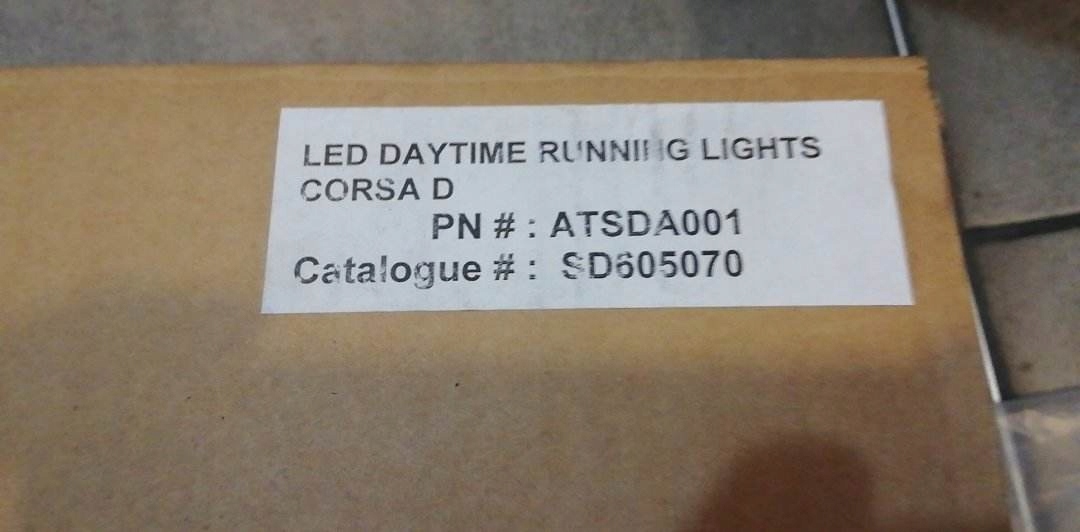 LED DAYTIME RUNNING LIGHTS
CORSA D
PN # : ATSDA001
Catalogue # : SD605070